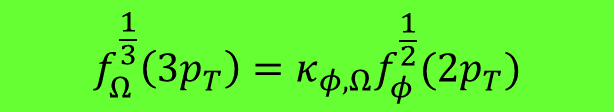 f_Ω^{1/3}(3p_T) = κ_{ϕ,Ω} f_ϕ^{1/2}(2p_T)